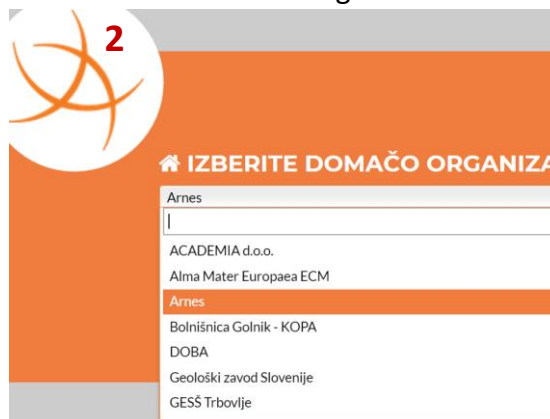 2
IZBERITE DOMAČO ORGANIZA
Arnes
ACADEMIA d.o.o.
Alma Mater Europaea ECM
Arnes
Bolnišnica Golnik - KOPA
DOBA
Geološki zavod Slovenije
GESŠ Trbovlje